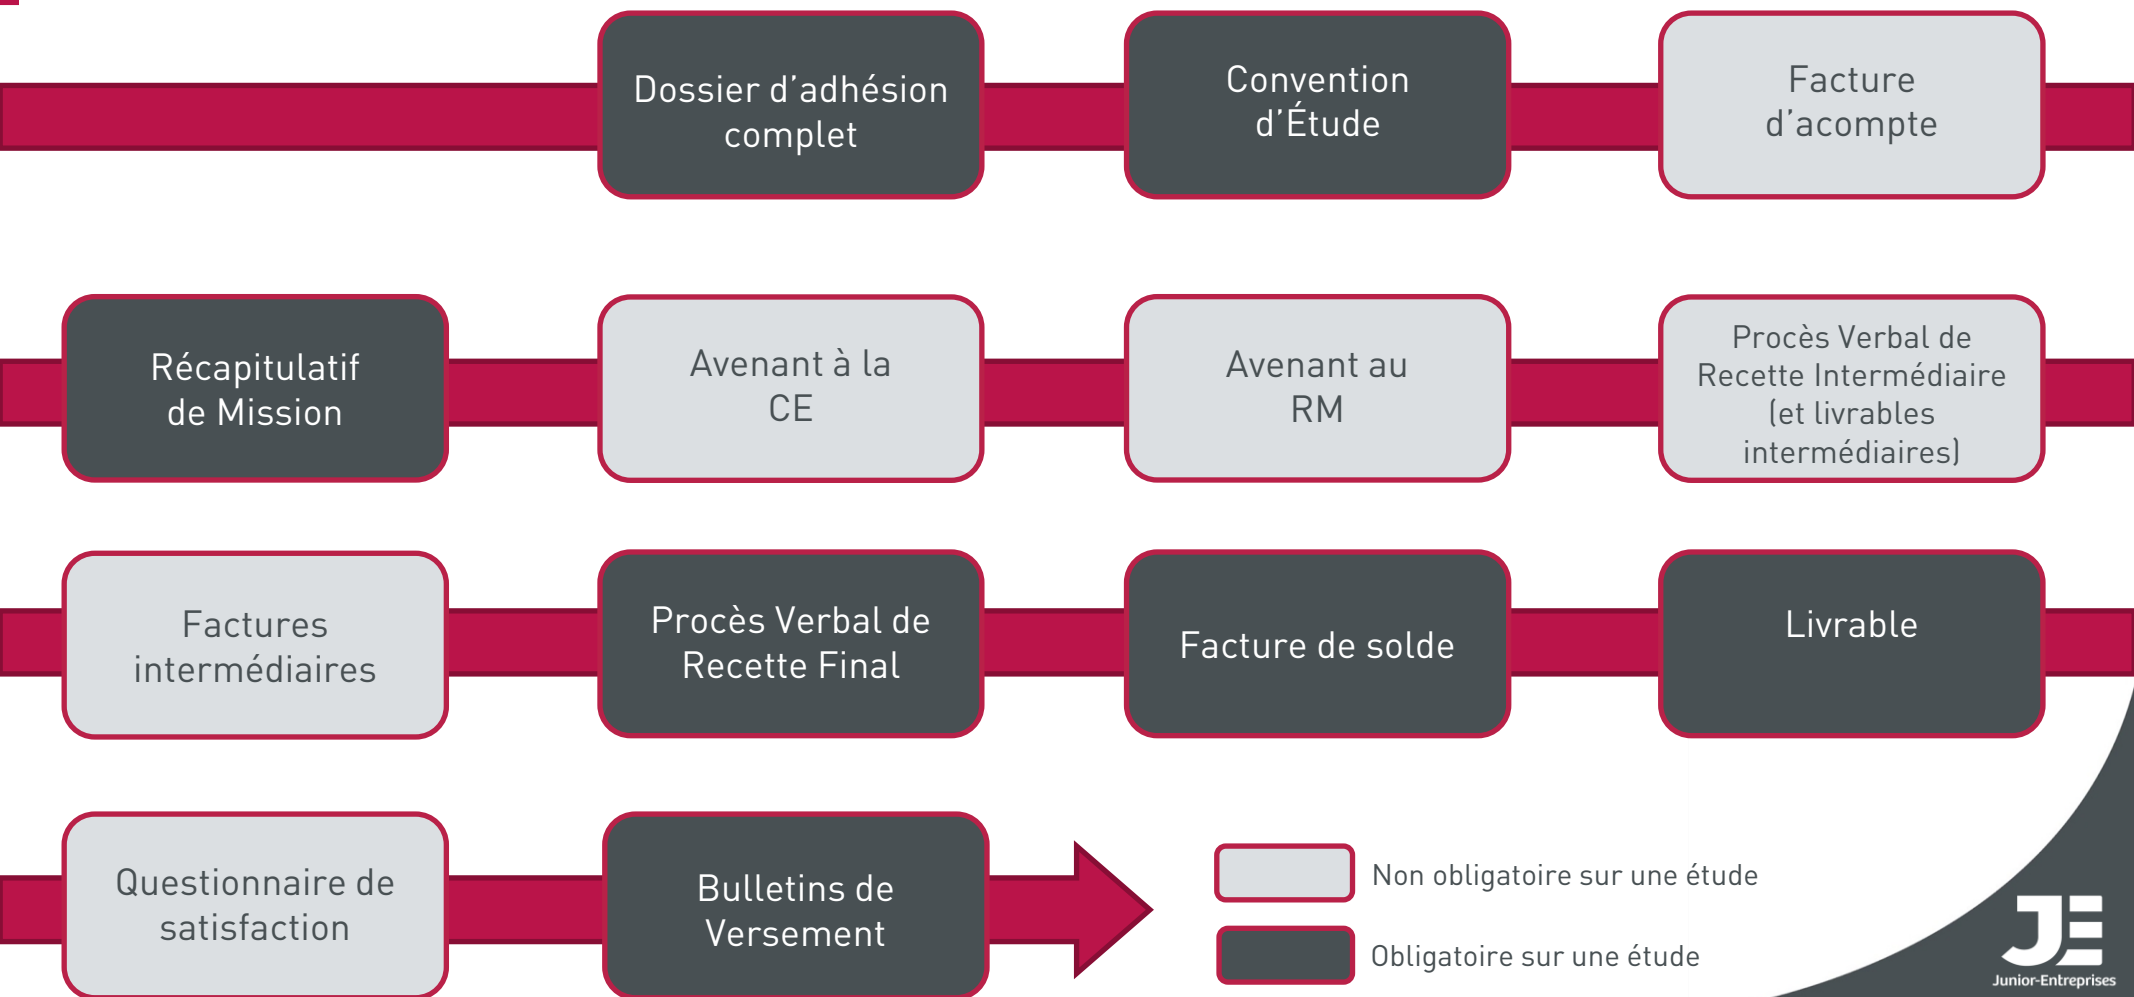 Dossier d'adhésion
complet
Convention
d'Étude
Facture
d'acompte
Récapitulatif
de Mission
Avenant à la
CE
Avenant au
RM
Procès Verbal de
Recette Intermédiaire
(et livrables
intermédiaires)
Factures
intermédiaires
Procès Verbal de
Recette Final
Facture de solde
Livrable
Questionnaire de
satisfaction
Bulletins de
Versement
Non obligatoire sur une étude
Obligatoire sur une étude
JE
Junior-Entreprises